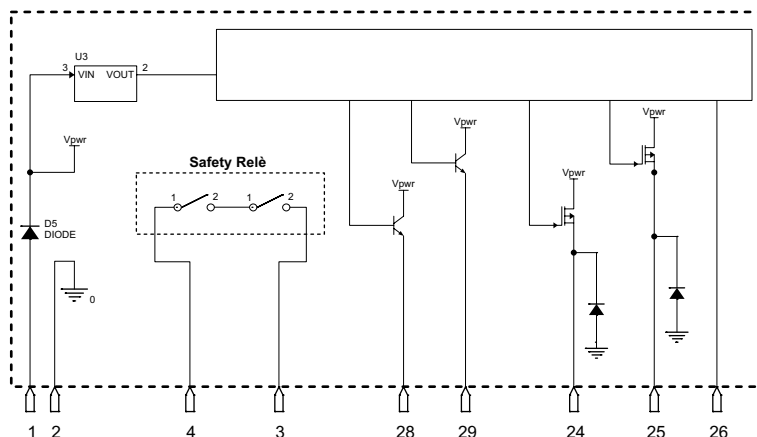 U3
3 VIN VOUT 2
Vpwr
Vpwr
Vpwr
Safety Relè
Vpwr
Vpwr
1 2 1 2
D5
DIODE
0
1 2 4 3 28 29 24 25 26